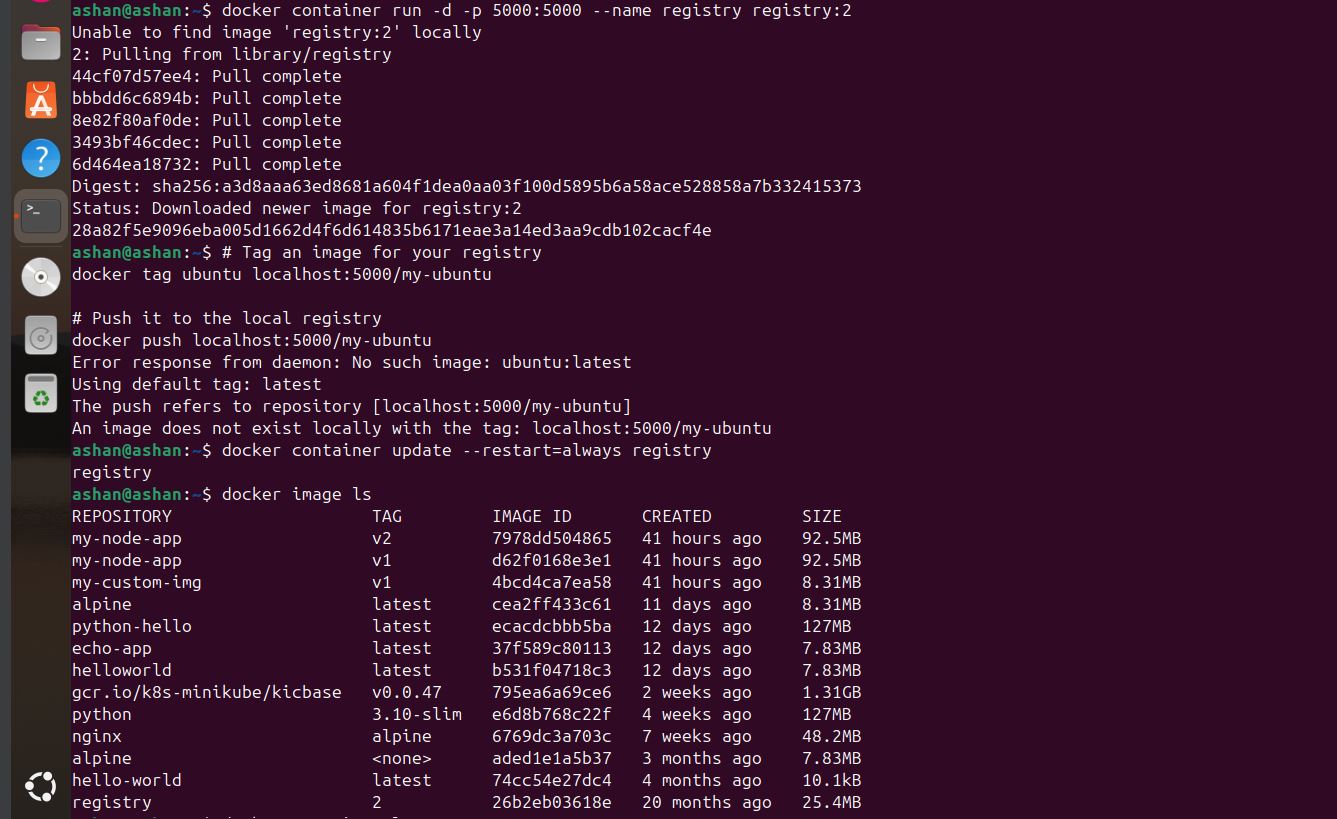 ashan@ashan:~$ docker container run -d -p 5000:5000 --name registry registry:2
Unable to find image 'registry:2' locally
2: Pulling from library/registry
44cf07d57ee4: Pull complete
bbbdd6c6894b: Pull complete
8e82f80af0de: Pull complete
3493bf46cdec: Pull complete
6d464ea18732: Pull complete
Digest: sha256:a3d8aaa63ed8681a604f1dea0aa03f100d5895b6a58ace528858a7b332415373
Status: Downloaded newer image for registry:2
28a82f5e9096eba005d1662d4f6d614835b6171eae3a14ed3aa9cdb102cacf4e
ashan@ashan:~$ # Tag an image for your registry
docker tag ubuntu localhost:5000/my-ubuntu
# Push it to the local registry
docker push localhost:5000/my-ubuntu
Error response from daemon: No such image: ubuntu:latest
Using default tag: latest
The push refers to repository [localhost:5000/my-ubuntu]
An image does not exist locally with the tag: localhost:5000/my-ubuntu
ashan@ashan:~$ docker container update --restart=always registry
registry
ashan@ashan:~$ docker image ls
REPOSITORY TAG IMAGE ID CREATED SIZE
my-node-app v2 7978dd504865 41 hours ago 92.5MB
my-node-app v1 d62f0168e3e1 41 hours ago 92.5MB
my-custom-img v1 4bcd4ca7ea58 41 hours ago 8.31MB
alpine latest cea2ff433c61 11 days ago 8.31MB
python-hello latest ecacdcbbb5ba 12 days ago 127MB
echo-app latest 37f589c80113 12 days ago 7.83MB
helloworld latest b531f04718c3 12 days ago 7.83MB
gcr.io/k8s-minikube/kicbase v0.0.47 795ea6a69ce6 2 weeks ago 1.31GB
python 3.10-slim e6d8b768c22f 4 weeks ago 127MB
nginx alpine 6769dc3a703c 7 weeks ago 48.2MB
alpine <none> aded1e1a5b37 3 months ago 7.83MB
hello-world latest 74cc54e27dc4 4 months ago 10.1kB
registry 2 26b2eb03618e 20 months ago 25.4MB